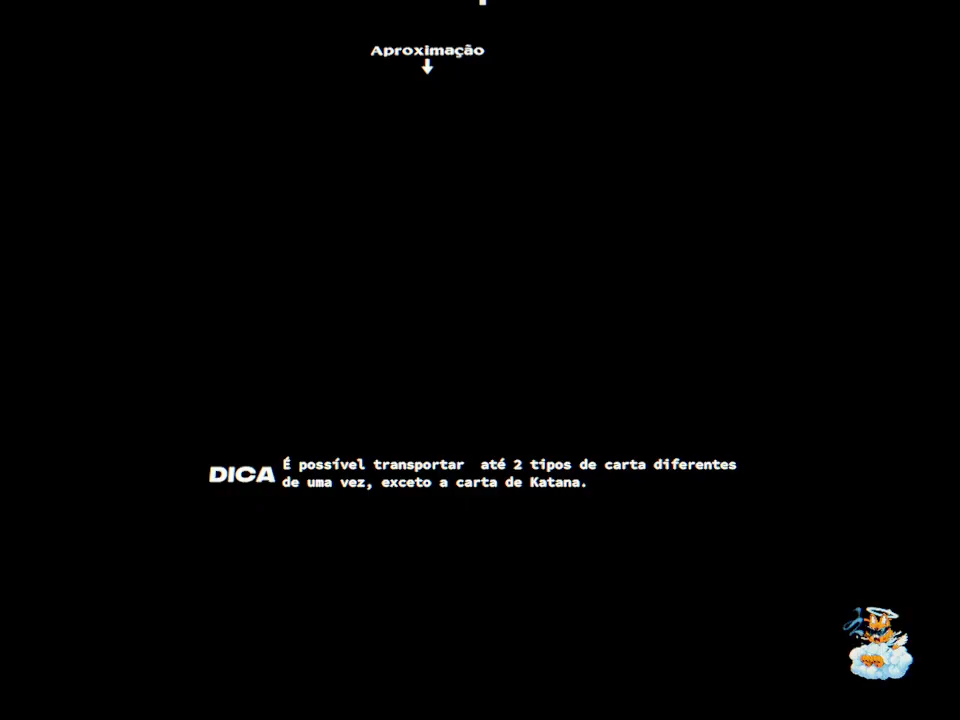 Aproximação
DICA É possível transportar  até 2 tipos de carta diferentes
de uma vez, exceto a carta de Katana.